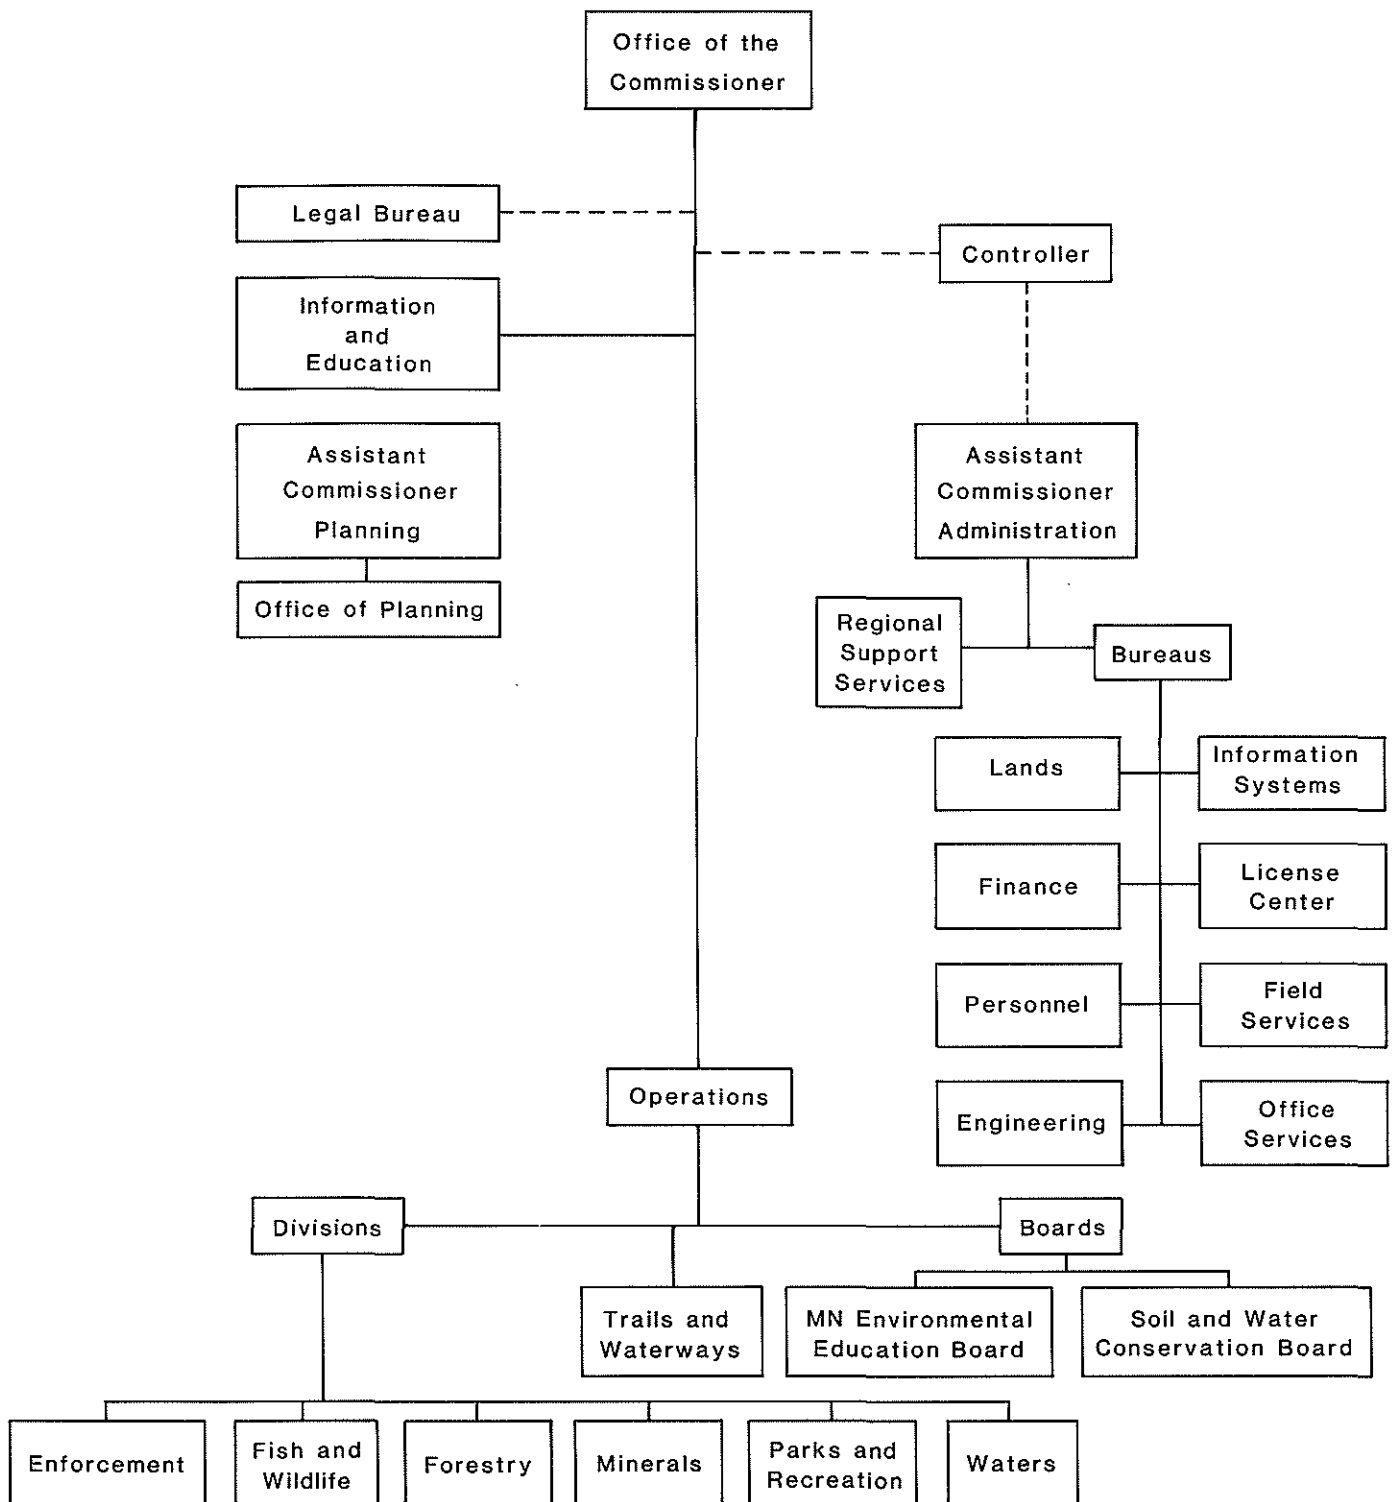 Office of the
Commissioner
Legal Bureau
Controller
Information
and
Education
Assistant
Commissioner
Planning
Office of Planning
Assistant
Commissioner
Administration
Regional
Support
Services
Bureaus
Lands
Information
Systems
Finance
License
Center
Personnel
Field
Services
Engineering
Office
Services
Operations
Divisions
Boards
Trails and
Waterways
MN Environmental
Education Board
Soil and Water
Conservation Board
Enforcement
Fish and
Wildlife
Forestry
Minerals
Parks and
Recreation
Waters